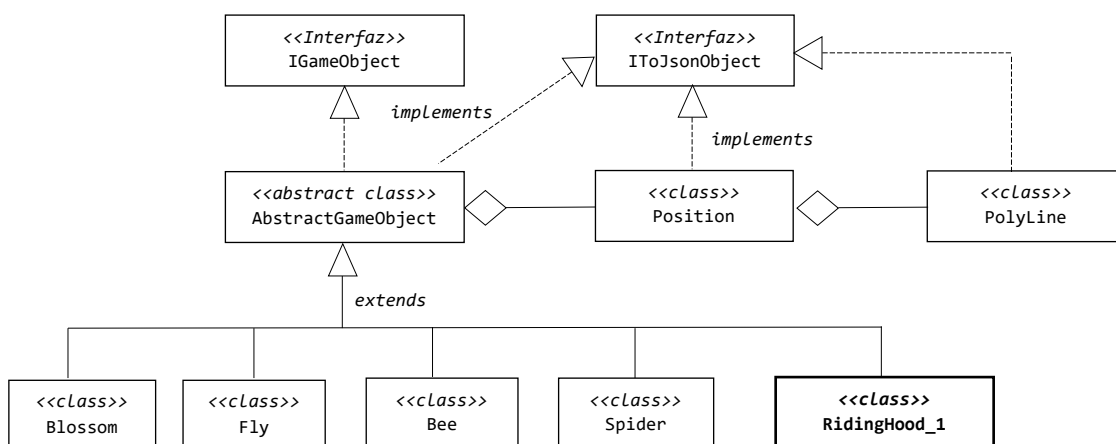 <<Interfaz>>
IGameObject
<<Interfaz>>
IToJsonObject
implements
implements
<<abstract class>>
AbstractGameObject
<<class>>
Position
<<class>>
PolyLine
extends
<<class>>
Blossom
<<class>>
Fly
<<class>>
Bee
<<class>>
Spider
<<class>>
RidingHood_1